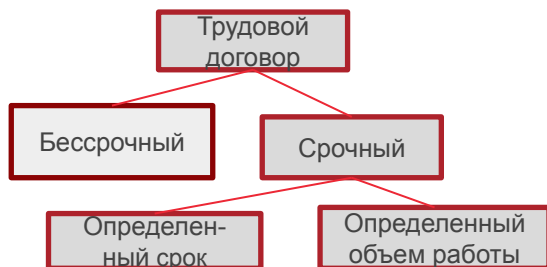 Трудовой
договор
Бессрочный
Срочный
Определен-
ный срок
Определенный
объем работы